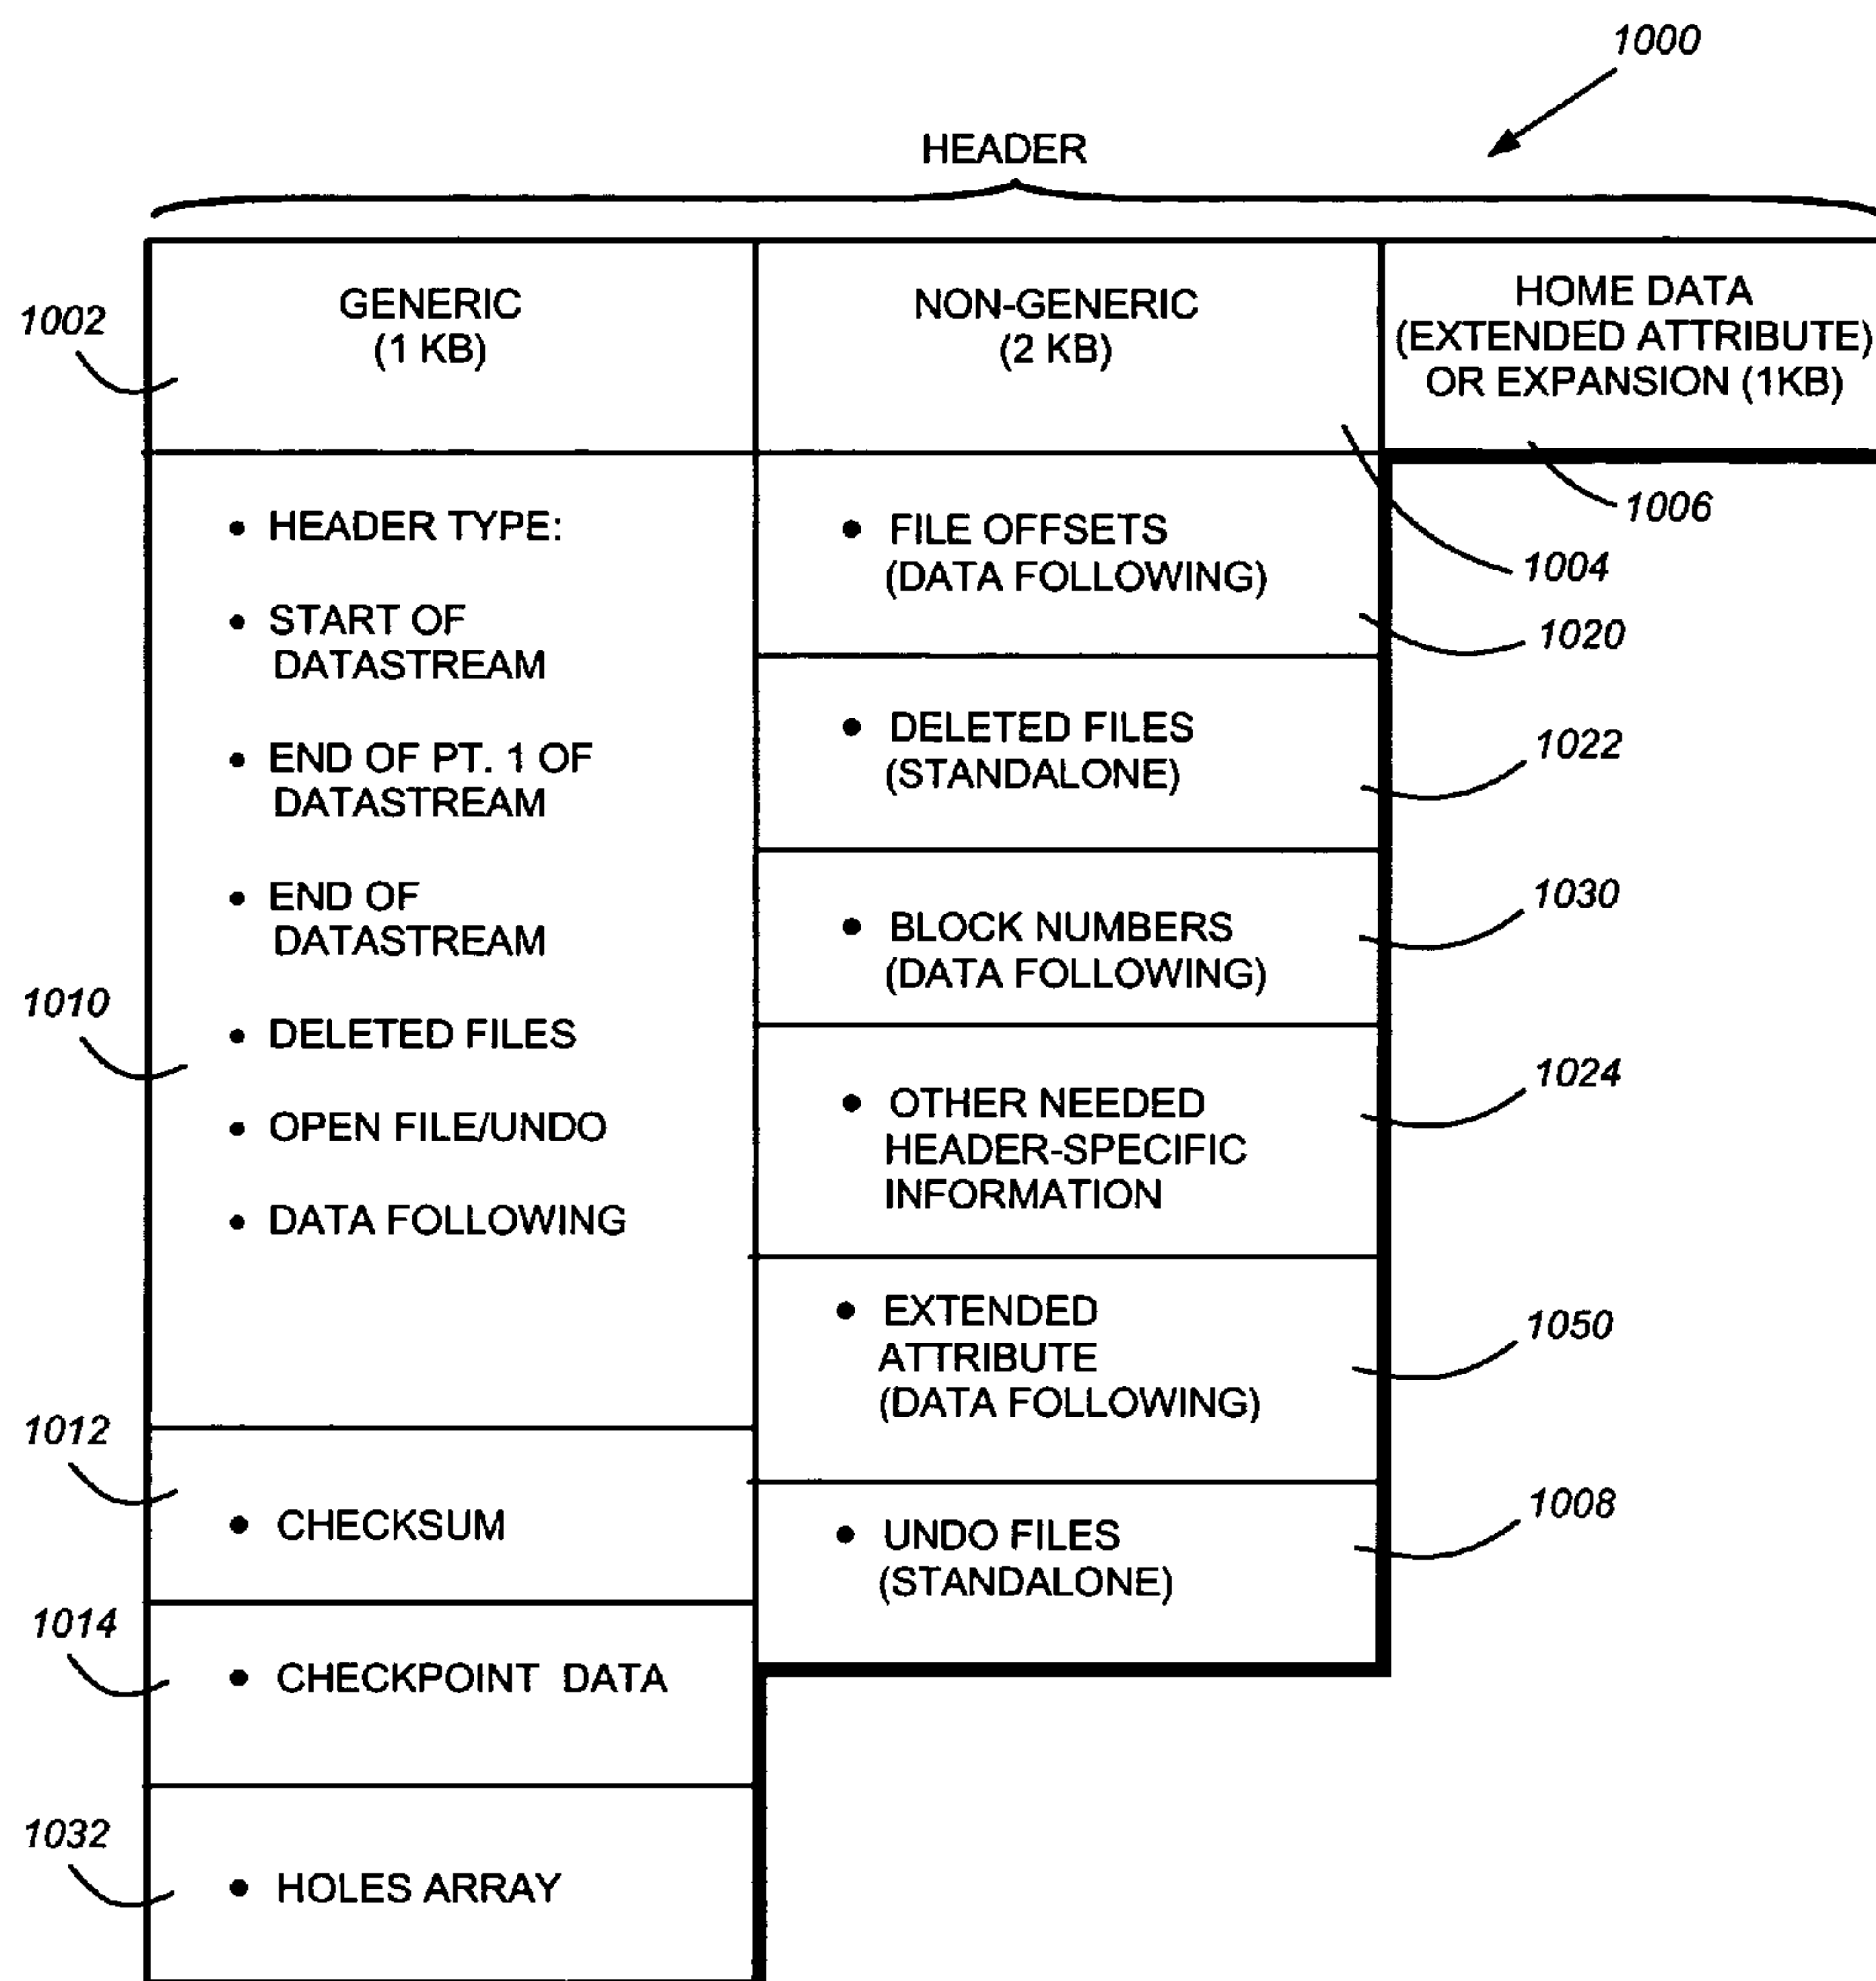 1000
HEADER
1002
GENERIC
(1 KB)
NON-GENERIC
(2 KB)
HOME DATA
(EXTENDED ATTRIBUTE)
OR EXPANSION (1KB)
1006
1004
1010
• HEADER TYPE:
• START OF
DATASTREAM
• END OF PT. 1 OF
DATASTREAM
• END OF
DATASTREAM
• DELETED FILES
• OPEN FILE/UNDO
• DATA FOLLOWING
1012
• CHECKSUM
1014
• CHECKPOINT DATA
1032
• HOLES ARRAY
• FILE OFFSETS
(DATA FOLLOWING)
1020
• DELETED FILES
(STANDALONE)
1022
• BLOCK NUMBERS
(DATA FOLLOWING)
1030
• OTHER NEEDED
HEADER-SPECIFIC
INFORMATION
1024
• EXTENDED
ATTRIBUTE
(DATA FOLLOWING)
1050
• UNDO FILES
(STANDALONE)
1008